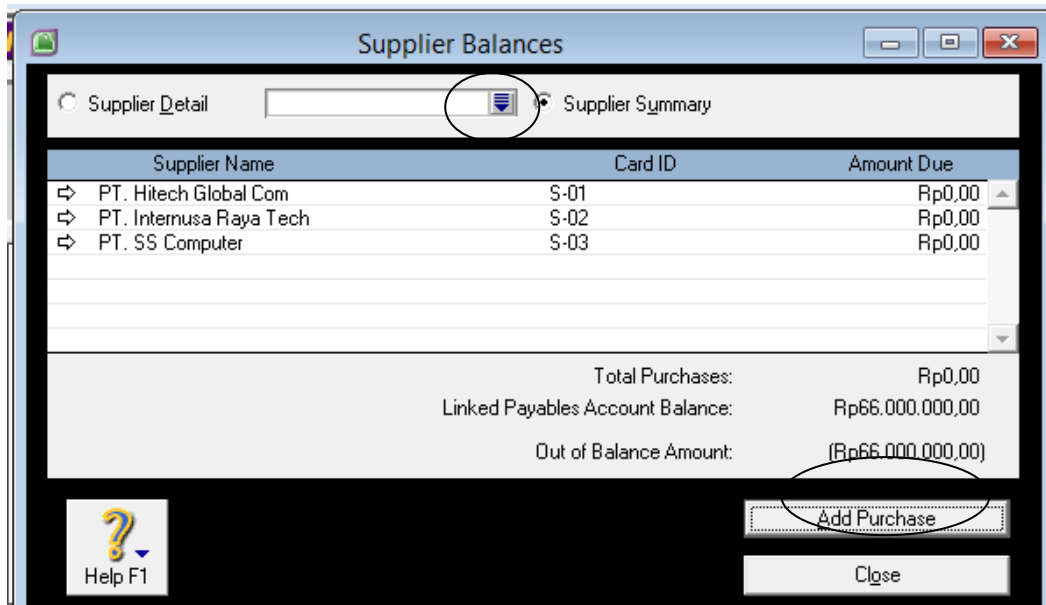 Supplier Balances
Supplier Detail Supplier Summary
Supplier Name Card ID Amount Due
PT. Hitech Global Com S-01 Rp0,00
PT. Internusa Raya Tech S-02 Rp0,00
PT. SS Computer S-03 Rp0,00
Total Purchases: Rp0,00
Linked Payables Account Balance: Rp66.000.000,00
Out of Balance Amount: (Rp66.000.000,00)
Add Purchase
Help F1
Close